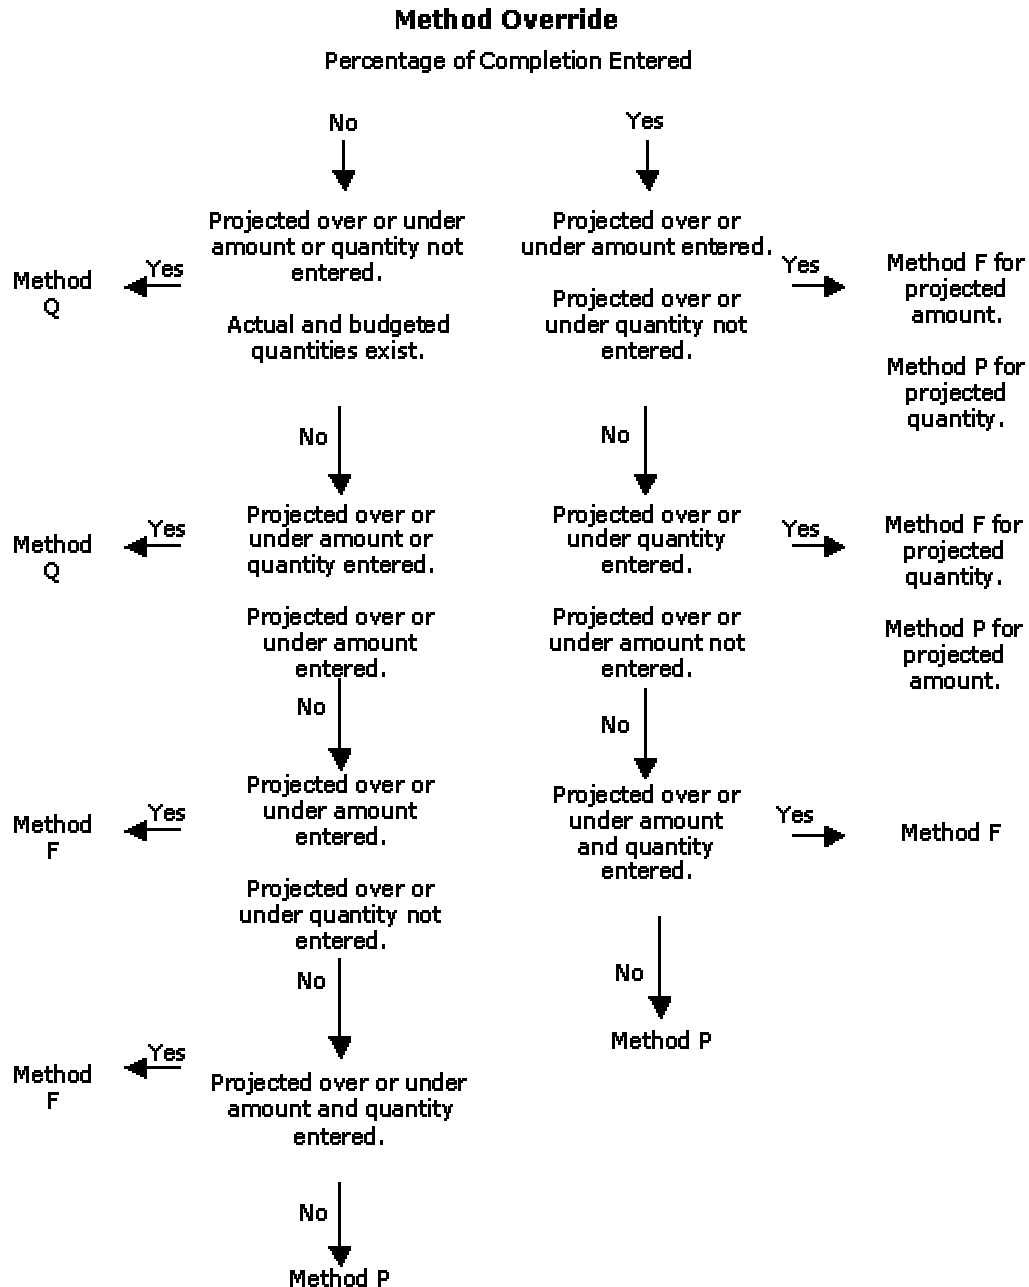 Method Override
Percentage of Completion Entered
No
Yes
Projected over or under
amount or quantity not
entered.
Actual and budgeted
quantities exist.
Yes
Method
Q
Projected over or
under amount entered.
Projected over or
under quantity not
entered.
Yes
Method F for
projected
amount.
Method P for
projected
quantity.
No
No
Projected over or
under amount or
quantity entered.
Projected over or
under amount
entered.
Yes
Method
Q
Projected over or
under quantity
entered.
Projected over or
under amount not
entered.
Yes
Method F for
projected
quantity.
Method P for
projected
amount.
No
No
Projected over or
under amount
entered.
Projected over or
under quantity not
entered.
Yes
Method
F
Projected over or
under amount
and quantity
entered.
Yes
Method F
No
No
Method P
Yes
Method
F
Projected over or under
amount and quantity
entered.
No
Method P